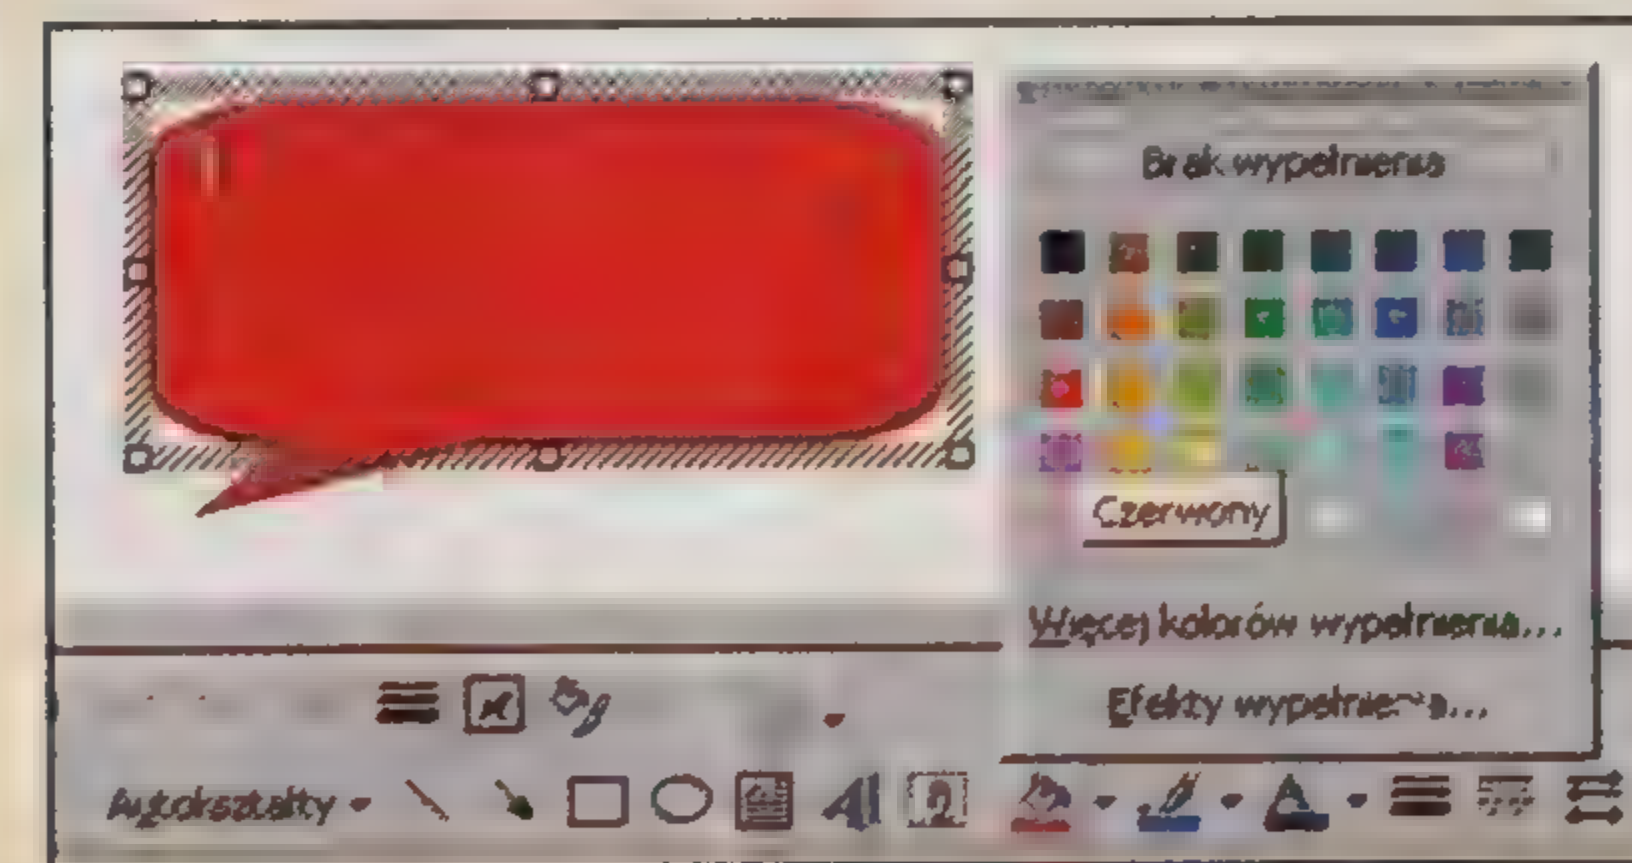 Brak wypełnienia
Czerwony
Więcej kolorów wypełnienia...
Efekty wypełnienia...
Autokształty